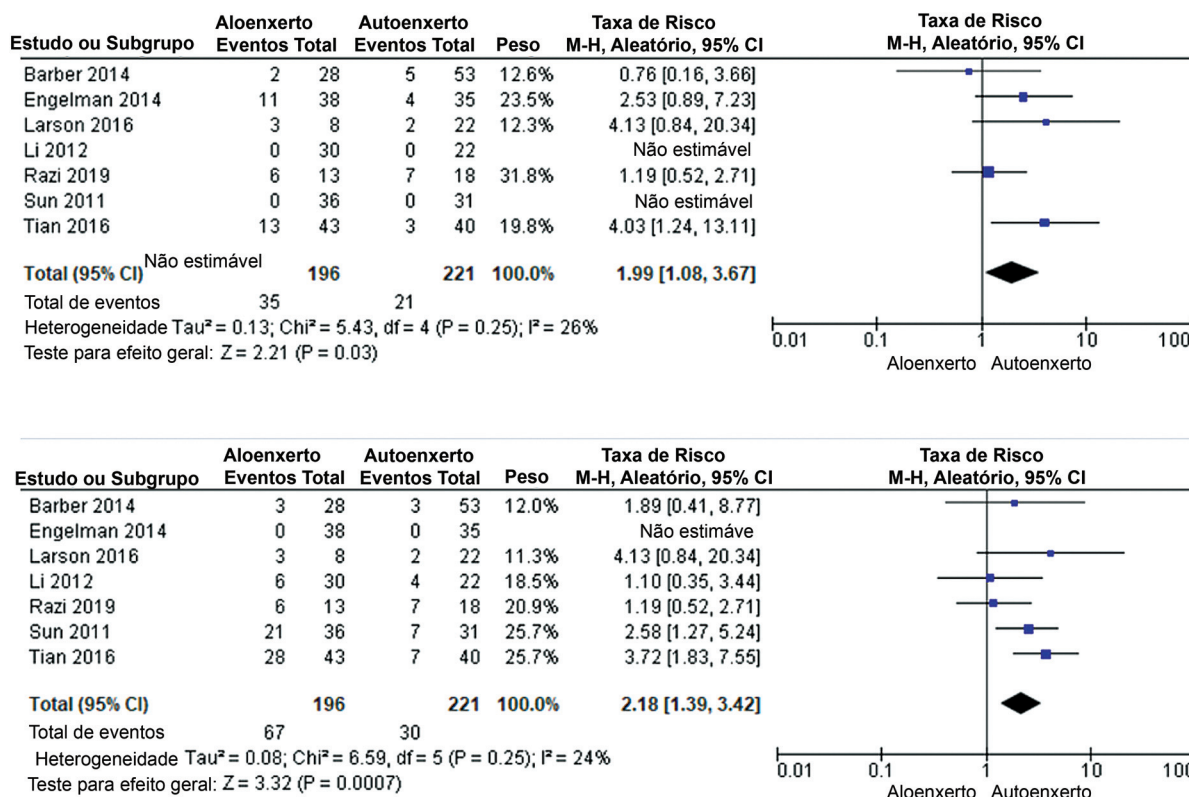 Aloenxerto Autoenxerto Taxa de Risco Taxa de Risco
Estudo ou Subgrupo Eventos Total Eventos Total Peso M-H, Aleatório, 95% CI M-H, Aleatório, 95% CI
Barber 2014 2 28 5 53 12.6% 0.76 [0.16, 3.66]
Engelman 2014 11 38 4 35 23.5% 2.53 [0.89, 7.23]
Larson 2016 3 8 2 22 12.3% 4.13 [0.84, 20.34]
Li 2012 0 30 0 22 Não estimável
Razi 2019 6 13 7 18 31.8% 1.19 [0.52, 2.71]
Sun 2011 0 36 0 31 Não estimável
Tian 2016 13 43 3 40 19.8% 4.03 [1.24, 13.11]
Total (95% CI) Não estimável 196 221 100.0% 1.99 [1.08, 3.67]
Total de eventos 35 21
Heterogeneidade Tau² = 0.13; Chi² = 5.43, df = 4 (P = 0.25); I² = 26%
Teste para efeito geral: Z = 2.21 (P = 0.03)
0.01 0.1 1 10 100
Aloenxerto Autoenxerto
Aloenxerto Autoenxerto Taxa de Risco Taxa de Risco
Estudo ou Subgrupo Eventos Total Eventos Total Peso M-H, Aleatório, 95% CI M-H, Aleatório, 95% CI
Barber 2014 3 28 3 53 12.0% 1.89 [0.41, 8.77]
Engelman 2014 0 38 0 35 Não estimáve
Larson 2016 3 8 2 22 11.3% 4.13 [0.84, 20.34]
Li 2012 6 30 4 22 18.5% 1.10 [0.35, 3.44]
Razi 2019 6 13 7 18 20.9% 1.19 [0.52, 2.71]
Sun 2011 21 36 7 31 25.7% 2.58 [1.27, 5.24]
Tian 2016 28 43 7 40 25.7% 3.72 [1.83, 7.55]
Total (95% CI) 196 221 100.0% 2.18 [1.39, 3.42]
Total de eventos 67 30
Heterogeneidade Tau² = 0.08; Chi² = 6.59, df = 5 (P = 0.25); I² = 24%
Teste para efeito geral: Z = 3.32 (P = 0.0007)
0.01 0.1 1 10 100
Aloenxerto Autoenxerto